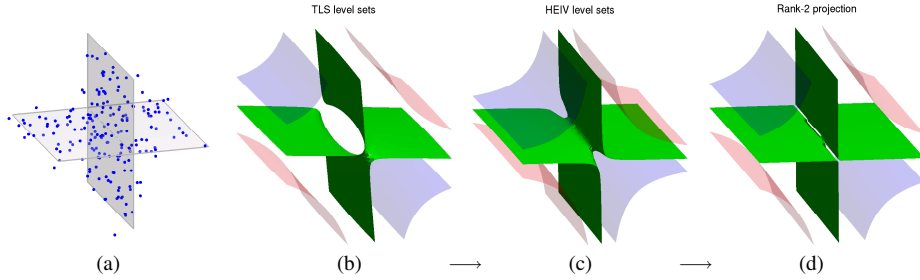 TLS level sets
HEIV level sets
Rank-2 projection
(a)
(b)
⟶
(c)
⟶
(d)